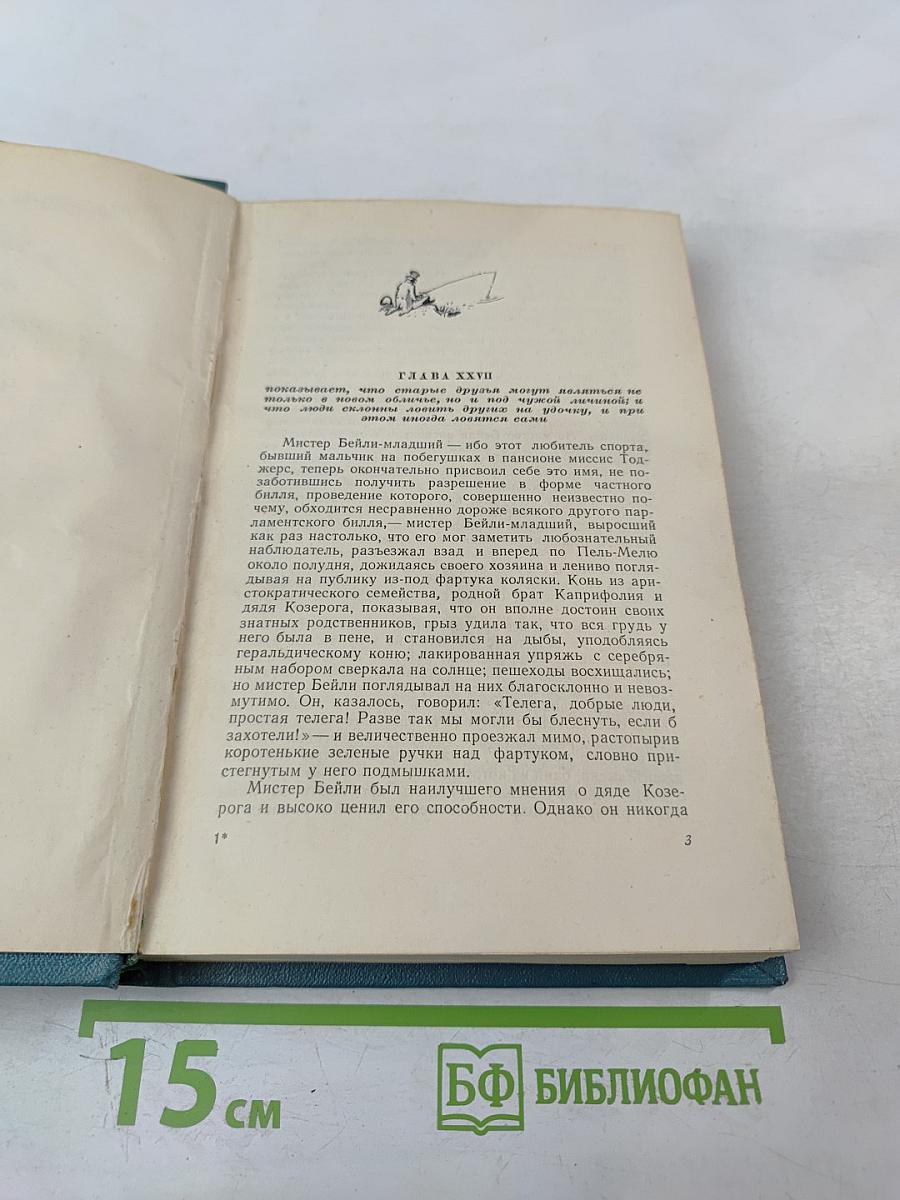 ГЛАВА XXVII
показывает, что старые друзья могут являться не
только в новом обличье, но и под чужой личиной; и
что люди склонны ловить других на удочку, и при
этом иногда ловятся сами
Мистер Бейли-младший — ибо этот любитель спорта,
бывший мальчик на побегушках в пансионе миссис Тод-
жерс, теперь окончательно присвоил себе это имя, не по-
заботившись получить разрешение в форме частного
билля, проведение которого, совершенно неизвестно по-
чему, обходится несравненно дороже всякого другого пар-
ламентского билля,— мистер Бейли-младший, выросший
как раз настолько, что его мог заметить любознательный
наблюдатель, разъезжал взад и вперед по Пель-Мелю
около полудня, дожидаясь своего хозяина и лениво погля-
дывая на публику из-под фартука коляски. Конь из ари-
стократического семейства, родной брат Каприфолия и
дядя Козерога, показывая, что он вполне достоин своих
знатных родственников, грыз удила так, что вся грудь у
него была в пене, и становился на дыбы, уподобляясь
геральдическому коню; лакированная упряжь с серебря-
ным набором сверкала на солнце; пешеходы восхищались;
но мистер Бейли поглядывал на них благосклонно и невоз-
мутимо. Он, казалось, говорил: «Телега, добрые люди,
простая телега! Разве так мы могли бы блеснуть, если б
захотели!» — и величественно проезжал мимо, растопырив
коротенькие зеленые ручки над фартуком, словно при-
стегнутым у него подмышками.
Мистер Бейли был наилучшего мнения о дяде Козе-
рога и высоко ценил его способности. Однако он никогда
1*
3
15 см
БФ БИБЛИОФАН